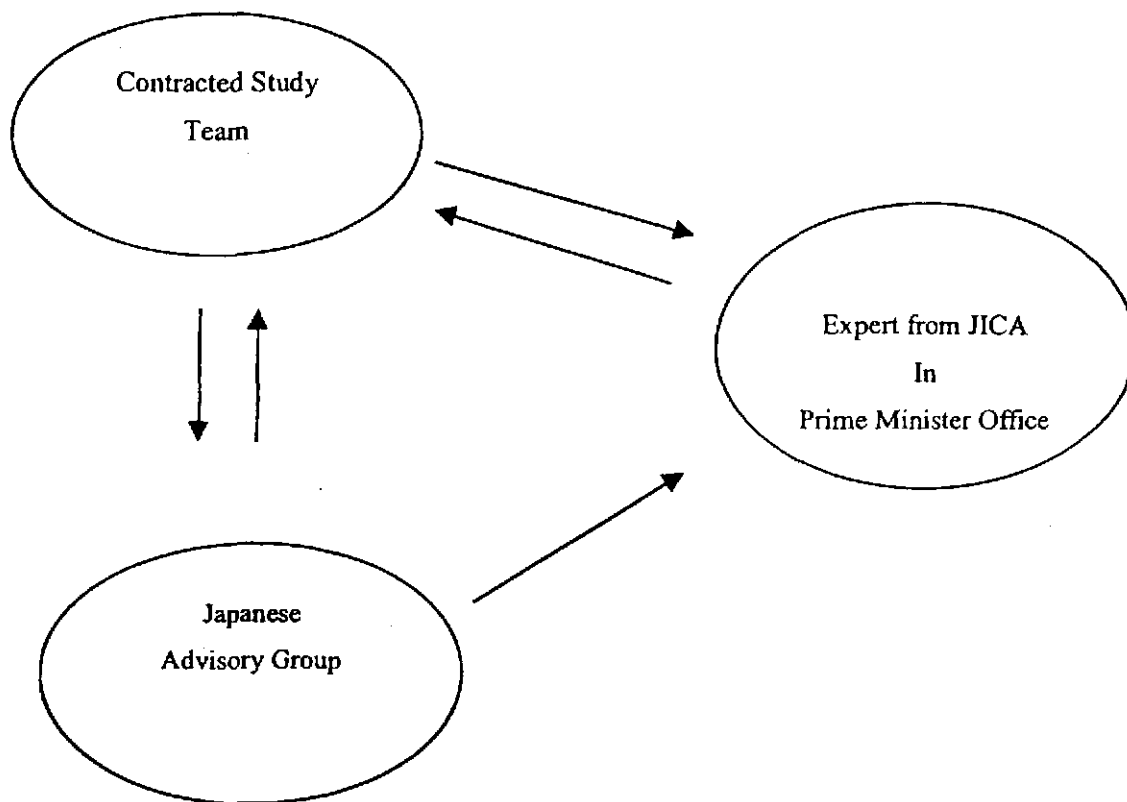 Contracted Study
Team
Expert from JICA
In
Prime Minister Office
Japanese
Advisory Group